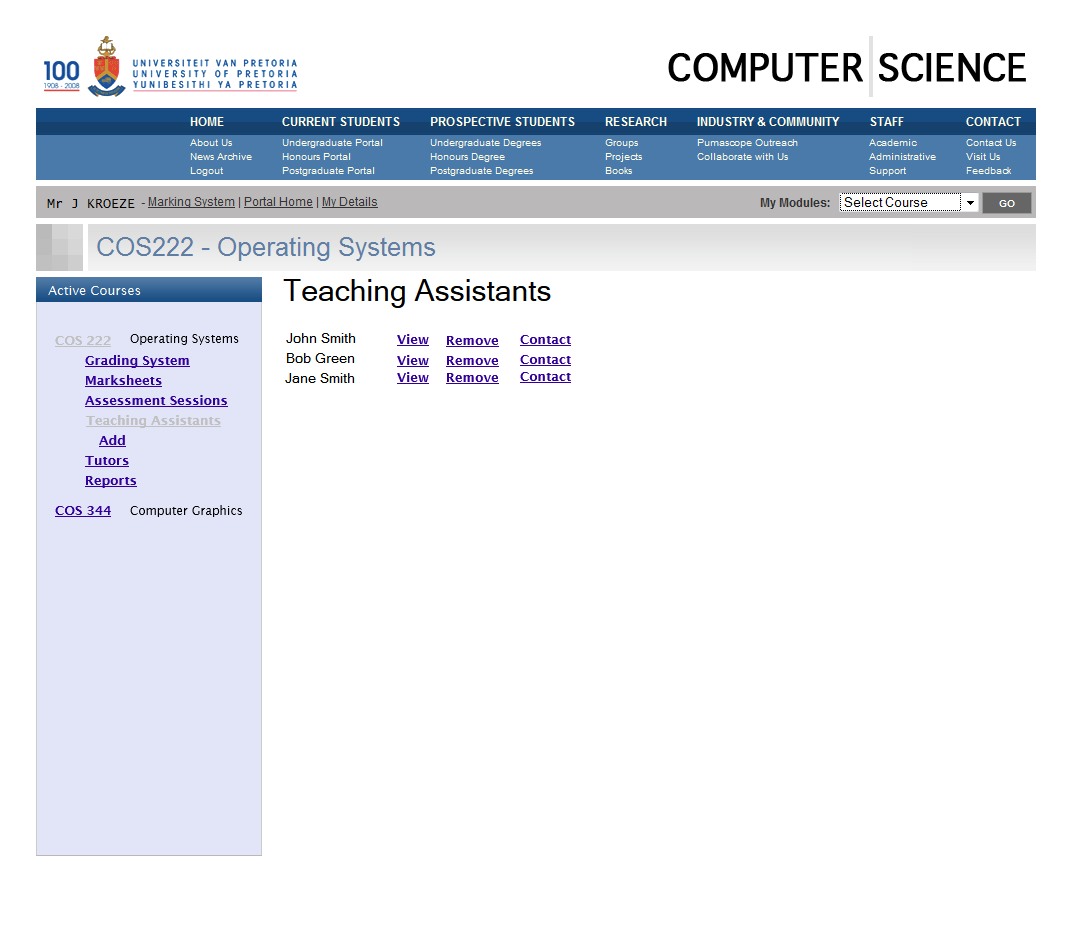 100
1908 - 2008
UNIVERSITEIT VAN PRETORIA
UNIVERSITY OF PRETORIA
YUNIBESITHI YA PRETORIA
COMPUTER SCIENCE
HOME CURRENT STUDENTS PROSPECTIVE STUDENTS RESEARCH INDUSTRY & COMMUNITY STAFF CONTACT
About Us Undergraduate Portal Undergraduate Degrees Groups Pumascope Outreach Academic Contact Us
News Archive Honours Portal Honours Degree Projects Collaborate with Us Administrative Visit Us
Logout Postgraduate Portal Postgraduate Degrees Books Support Feedback
Mr J KROEZE - Marking System | Portal Home | My Details My Modules: Select Course GO
COS222 - Operating Systems
Active Courses
COS 222 Operating Systems
Grading System
Marksheets
Assessment Sessions
Teaching Assistants
Add
Tutors
Reports
COS 344 Computer Graphics
Teaching Assistants
John Smith View Remove Contact
Bob Green View Remove Contact
Jane Smith View Remove Contact